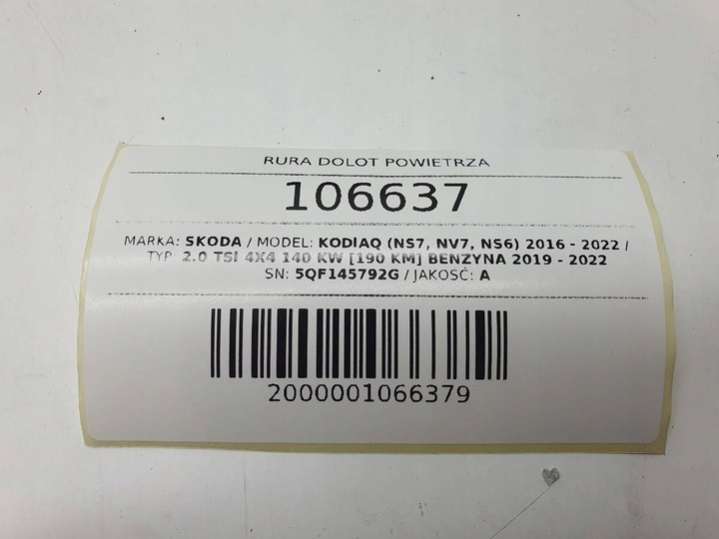 RURA DOLOT POWIETRZA
106637
MARKA: SKODA / MODEL: KODIAQ (NS7, NV7, NS6) 2016 - 2022 /
TYP: 2.0 TSI 4X4 140 KW [190 KM] BENZYNA 2019 - 2022
SN: 5QF145792G / JAKOŚĆ: A
2000001066379